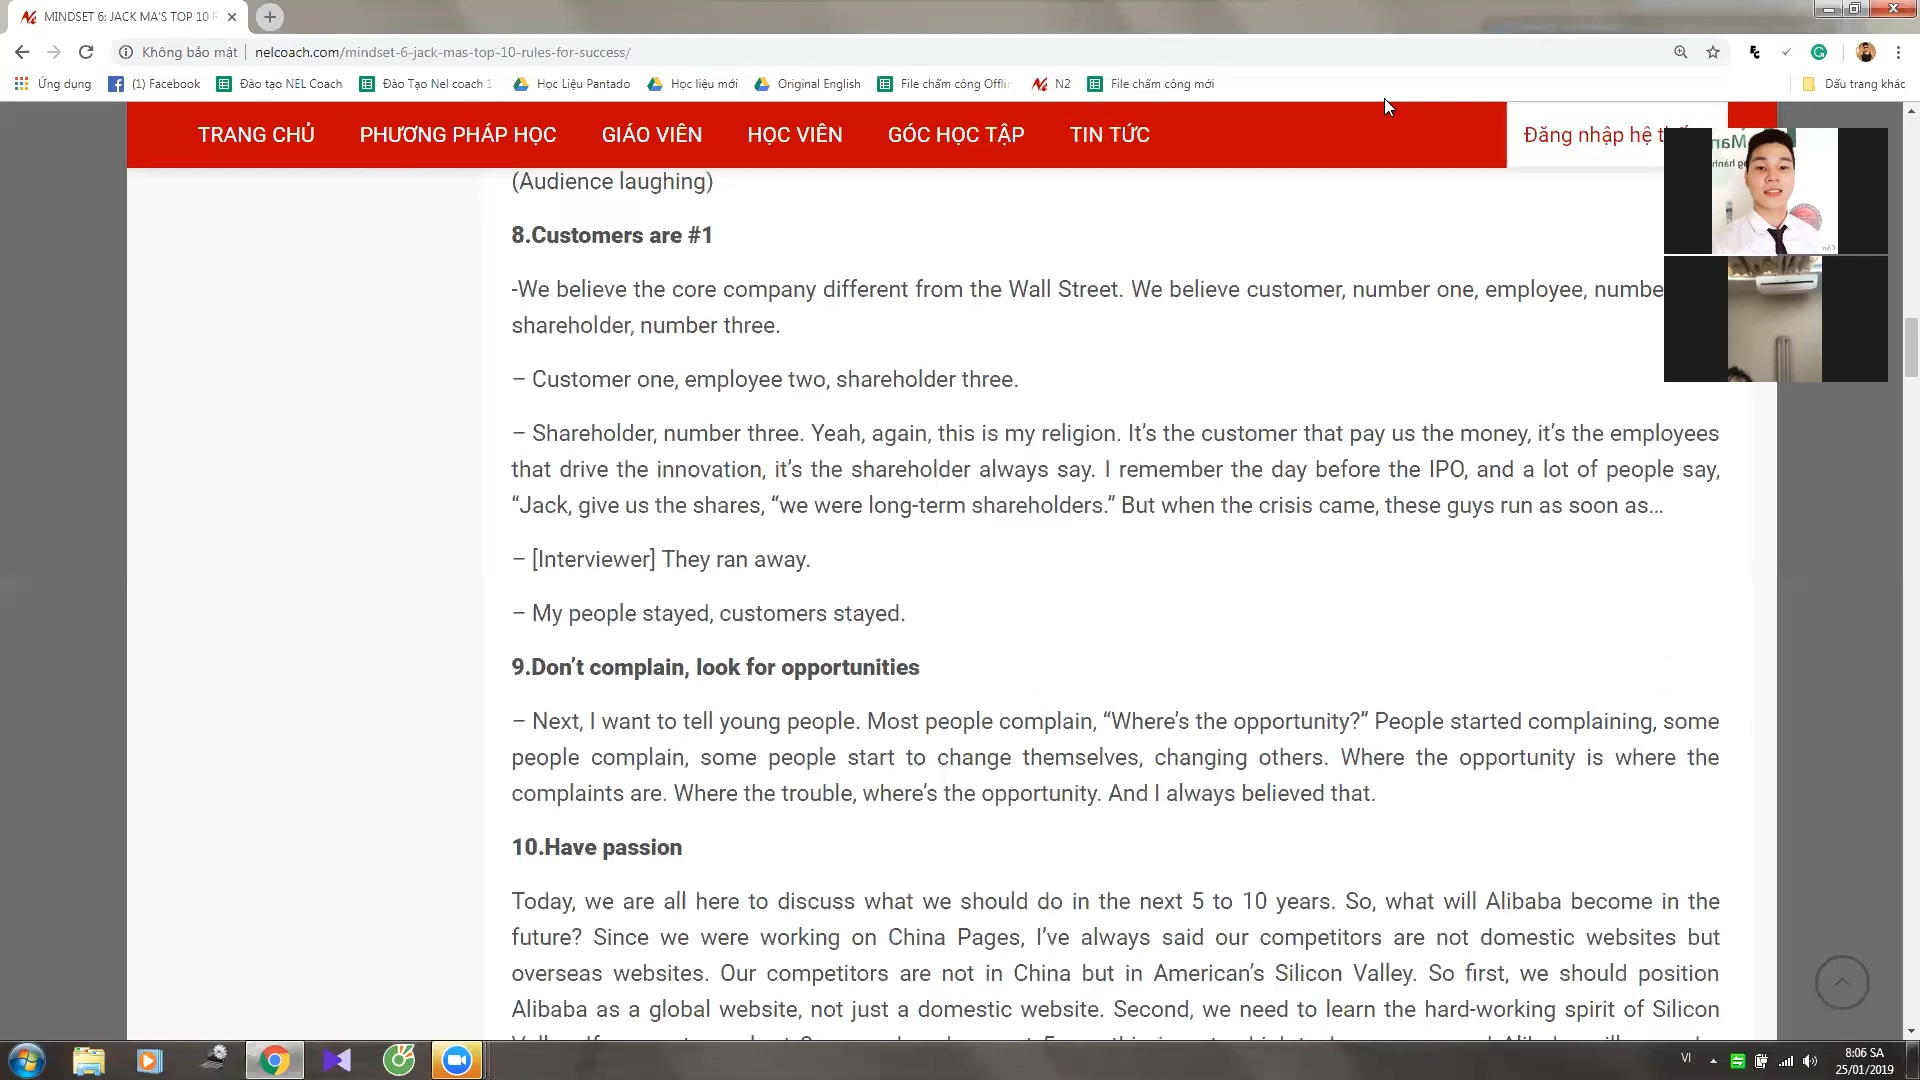 MINDSET 6: JACK MA'S TOP 10 R
Không bảo mật nelcoach.com/mindset-6-jack-mas-top-10-rules-for-success/
Ứng dụng (1) Facebook Đào tạo NEL Coach Đào Tạo Nel coach 1 Học Liệu Pantado Học liệu mới Original English File chấm công Offlin N2 File chấm công mới Dấu trang khác
TRANG CHỦ PHƯƠNG PHÁP HỌC GIÁO VIÊN HỌC VIÊN GÓC HỌC TẬP TIN TỨC Đăng nhập hệ
(Audience laughing)
8.Customers are #1
-We believe the core company different from the Wall Street. We believe customer, number one, employee, numbe
shareholder, number three.
– Customer one, employee two, shareholder three.
– Shareholder, number three. Yeah, again, this is my religion. It’s the customer that pay us the money, it’s the employees
that drive the innovation, it’s the shareholder always say. I remember the day before the IPO, and a lot of people say,
“Jack, give us the shares, “we were long-term shareholders.” But when the crisis came, these guys run as soon as…
– [Interviewer] They ran away.
– My people stayed, customers stayed.
9.Don’t complain, look for opportunities
– Next, I want to tell young people. Most people complain, “Where’s the opportunity?” People started complaining, some
people complain, some people start to change themselves, changing others. Where the opportunity is where the
complaints are. Where the trouble, where’s the opportunity. And I always believed that.
10.Have passion
Today, we are all here to discuss what we should do in the next 5 to 10 years. So, what will Alibaba become in the
future? Since we were working on China Pages, I’ve always said our competitors are not domestic websites but
overseas websites. Our competitors are not in China but in American’s Silicon Valley. So first, we should position
Alibaba as a global website, not just a domestic website. Second, we need to learn the hard-working spirit of Silicon
VI 8:06 SA
25/01/2019